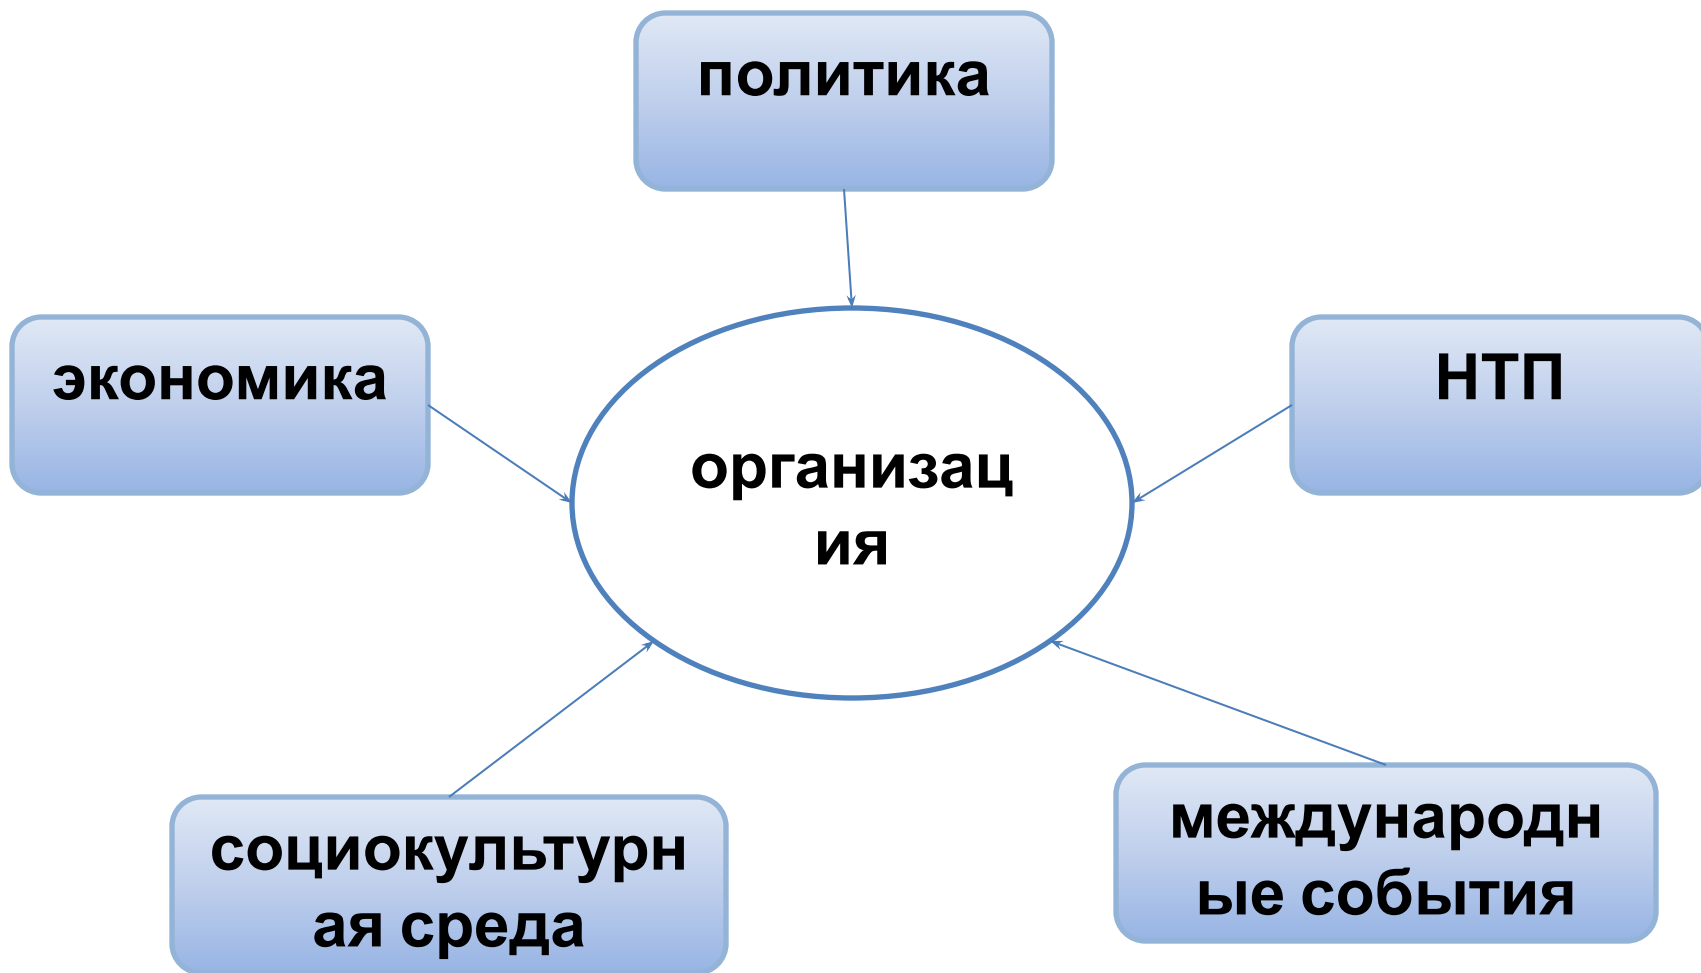 политика
экономика
НТП
организац
ия
социокультурн
ая среда
международн
ые события